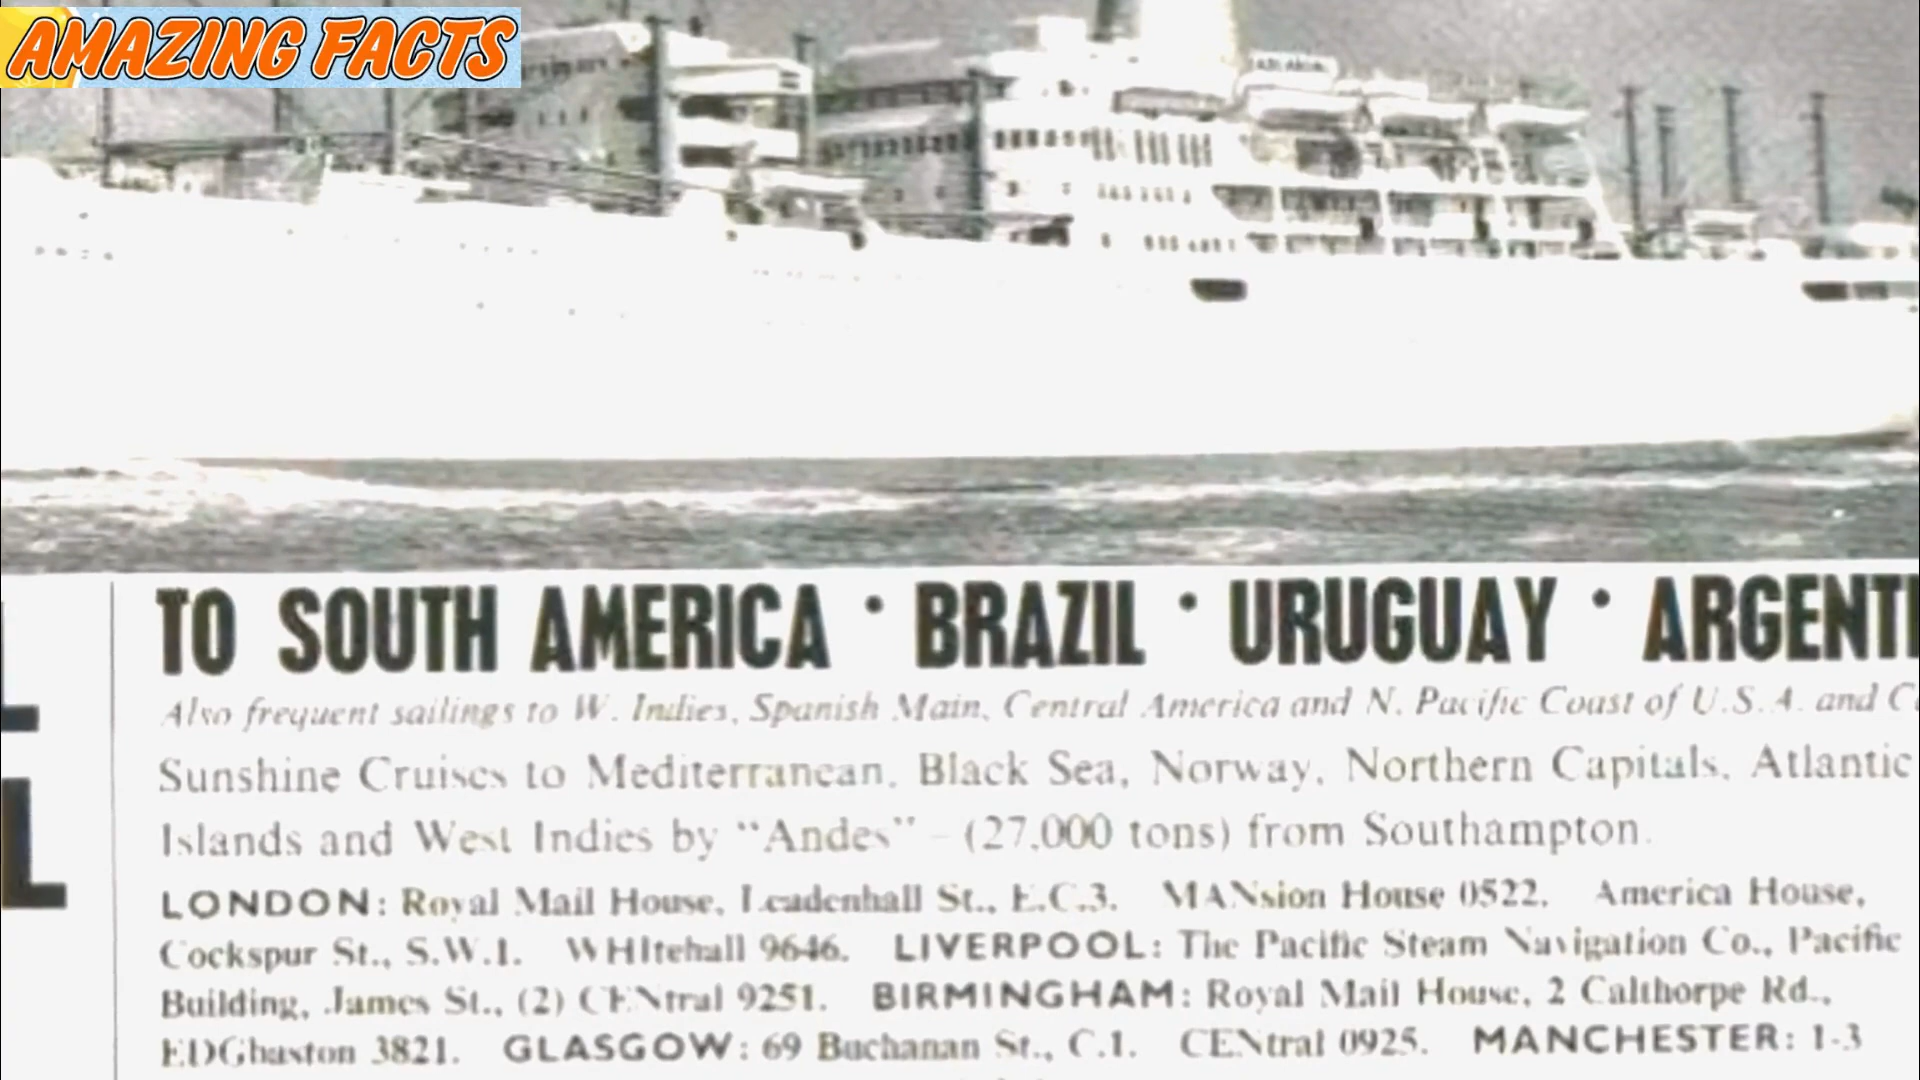 AMAZING FACTS
TO SOUTH AMERICA · BRAZIL · URUGUAY · ARGENTI
Also frequent sailings to W. Indies, Spanish Main, Central America and N. Pacific Coast of U.S.A. and C
Sunshine Cruises to Mediterranean, Black Sea, Norway, Northern Capitals, Atlantic
Islands and West Indies by “Andes” – (27,000 tons) from Southampton.
LONDON: Royal Mail House, Leadenhall St., E.C.3. MANsion House 0522. America House,
Cockspur St., S.W.1. WHItehall 9646. LIVERPOOL: The Pacific Steam Navigation Co., Pacific
Building, James St., (2) CENtral 9251. BIRMINGHAM: Royal Mail House, 2 Calthorpe Rd.,
EDGbaston 3821. GLASGOW: 69 Buchanan St., C.1. CENtral 0925. MANCHESTER: 1-3